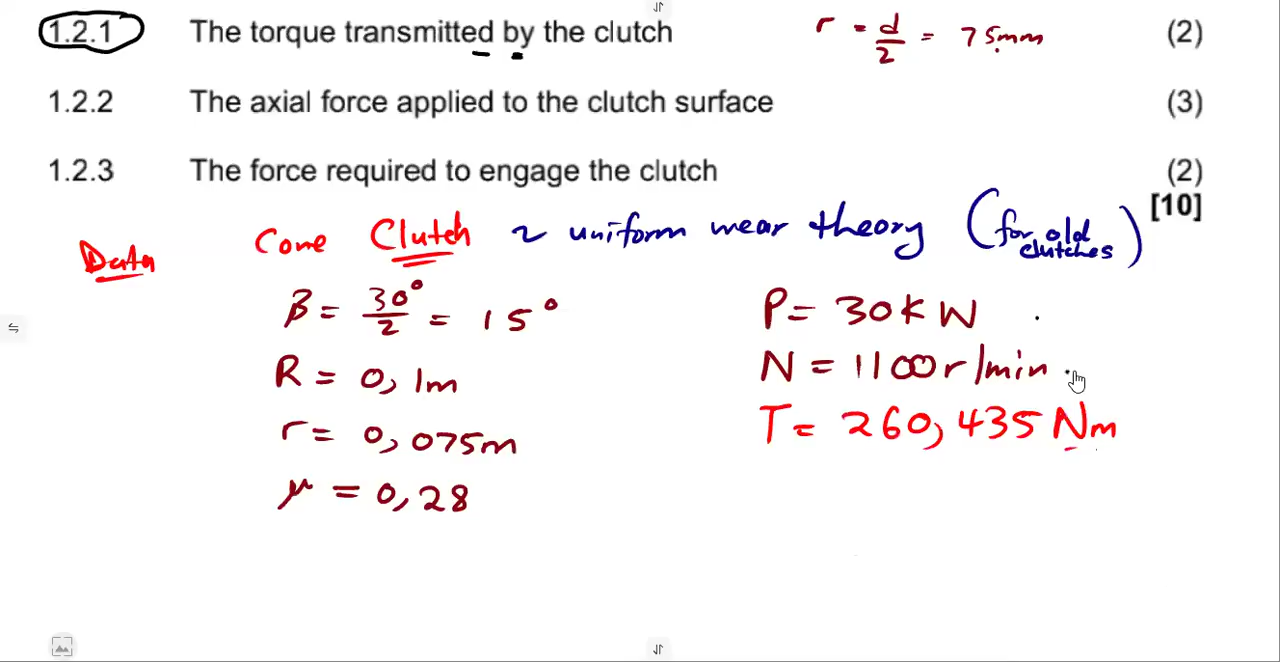 1.2.1 The torque transmitted by the clutch r = d/2 = 75mm (2)
1.2.2 The axial force applied to the clutch surface (3)
1.2.3 The force required to engage the clutch (2)
[10]
Data Cone Clutch ~ uniform wear theory (for old clutches)
β = 30°/2 = 15° P = 30kW
R = 0,1m N = 1100r/min
r = 0,075m T = 260,435 Nm
μ = 0,28